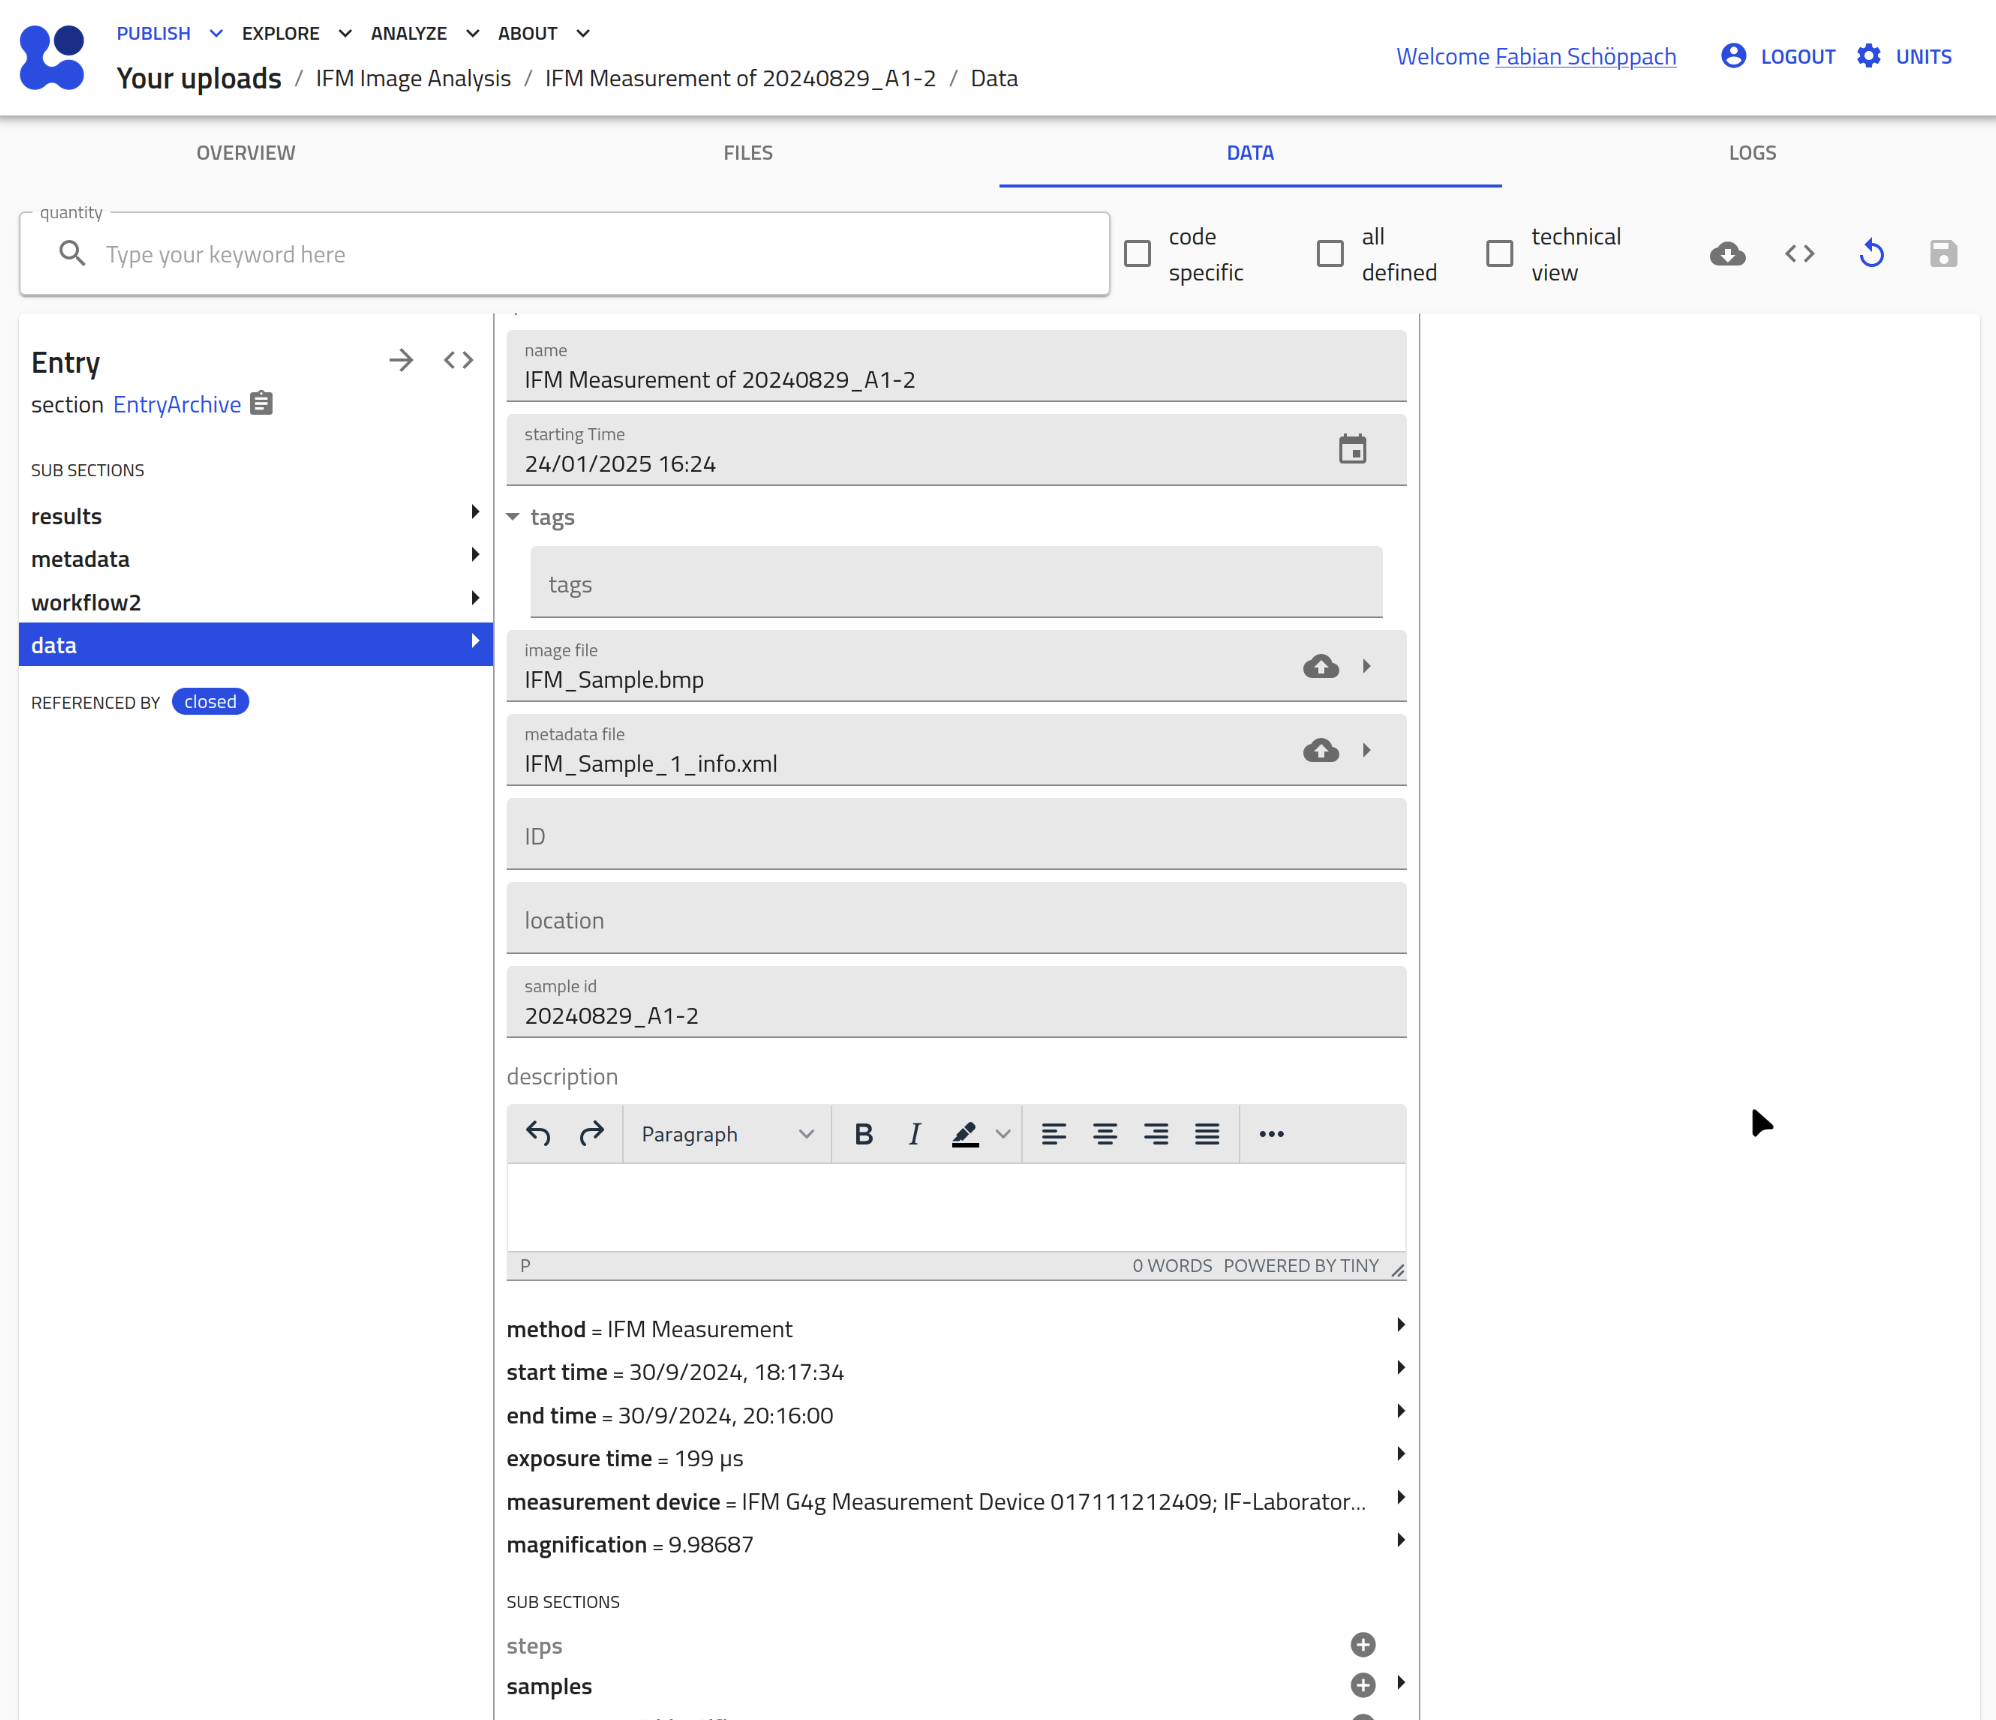 PUBLISH EXPLORE ANALYZE ABOUT
Your uploads / IFM Image Analysis / IFM Measurement of 20240829_A1-2 / Data
Welcome Fabian Schöppach LOGOUT UNITS
OVERVIEW FILES DATA LOGS
quantity
Type your keyword here
code specific
all defined
technical view
Entry
section EntryArchive
SUB SECTIONS
results
metadata
workflow2
data
REFERENCED BY closed
name
IFM Measurement of 20240829_A1-2
starting Time
24/01/2025 16:24
tags
tags
image file
IFM_Sample.bmp
metadata file
IFM_Sample_1_info.xml
ID
location
sample id
20240829_A1-2
description
Paragraph B I
P 0 WORDS POWERED BY TINY
method = IFM Measurement
start time = 30/9/2024, 18:17:34
end time = 30/9/2024, 20:16:00
exposure time = 199 µs
measurement device = IFM G4g Measurement Device 017111212409; IF-Laborator...
magnification = 9.98687
SUB SECTIONS
steps
samples